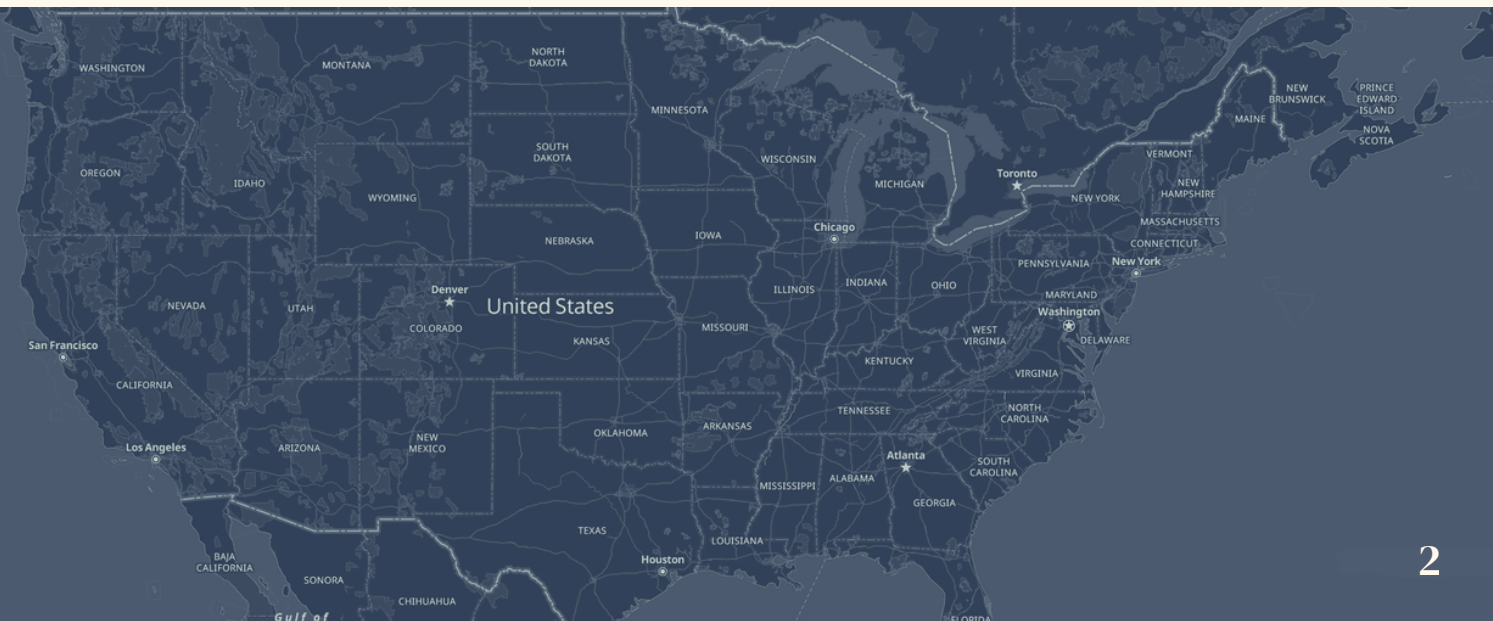 WASHINGTON
MONTANA
NORTH
DAKOTA
MINNESOTA
NEW
BRUNSWICK
PRINCE
EDWARD
ISLAND
MAINE
NOVA
SCOTIA
OREGON
IDAHO
SOUTH
DAKOTA
WISCONSIN
VERMONT
WYOMING
MICHIGAN
Toronto
NEW YORK
NEW
HAMPSHIRE
MASSACHUSETTS
NEBRASKA
IOWA
Chicago
CONNECTICUT
PENNSYLVANIA
New York
NEVADA
UTAH
Denver
COLORADO
United States
ILLINOIS
INDIANA
OHIO
MARYLAND
Washington
DELAWARE
San Francisco
KANSAS
MISSOURI
WEST
VIRGINIA
KENTUCKY
VIRGINIA
CALIFORNIA
TENNESSEE
NORTH
CAROLINA
Los Angeles
ARIZONA
NEW
MEXICO
OKLAHOMA
ARKANSAS
Atlanta
SOUTH
CAROLINA
MISSISSIPPI
ALABAMA
GEORGIA
TEXAS
LOUISIANA
Houston
BAJA
CALIFORNIA
SONORA
CHIHUAHUA
Gulf of
FLORIDA
2